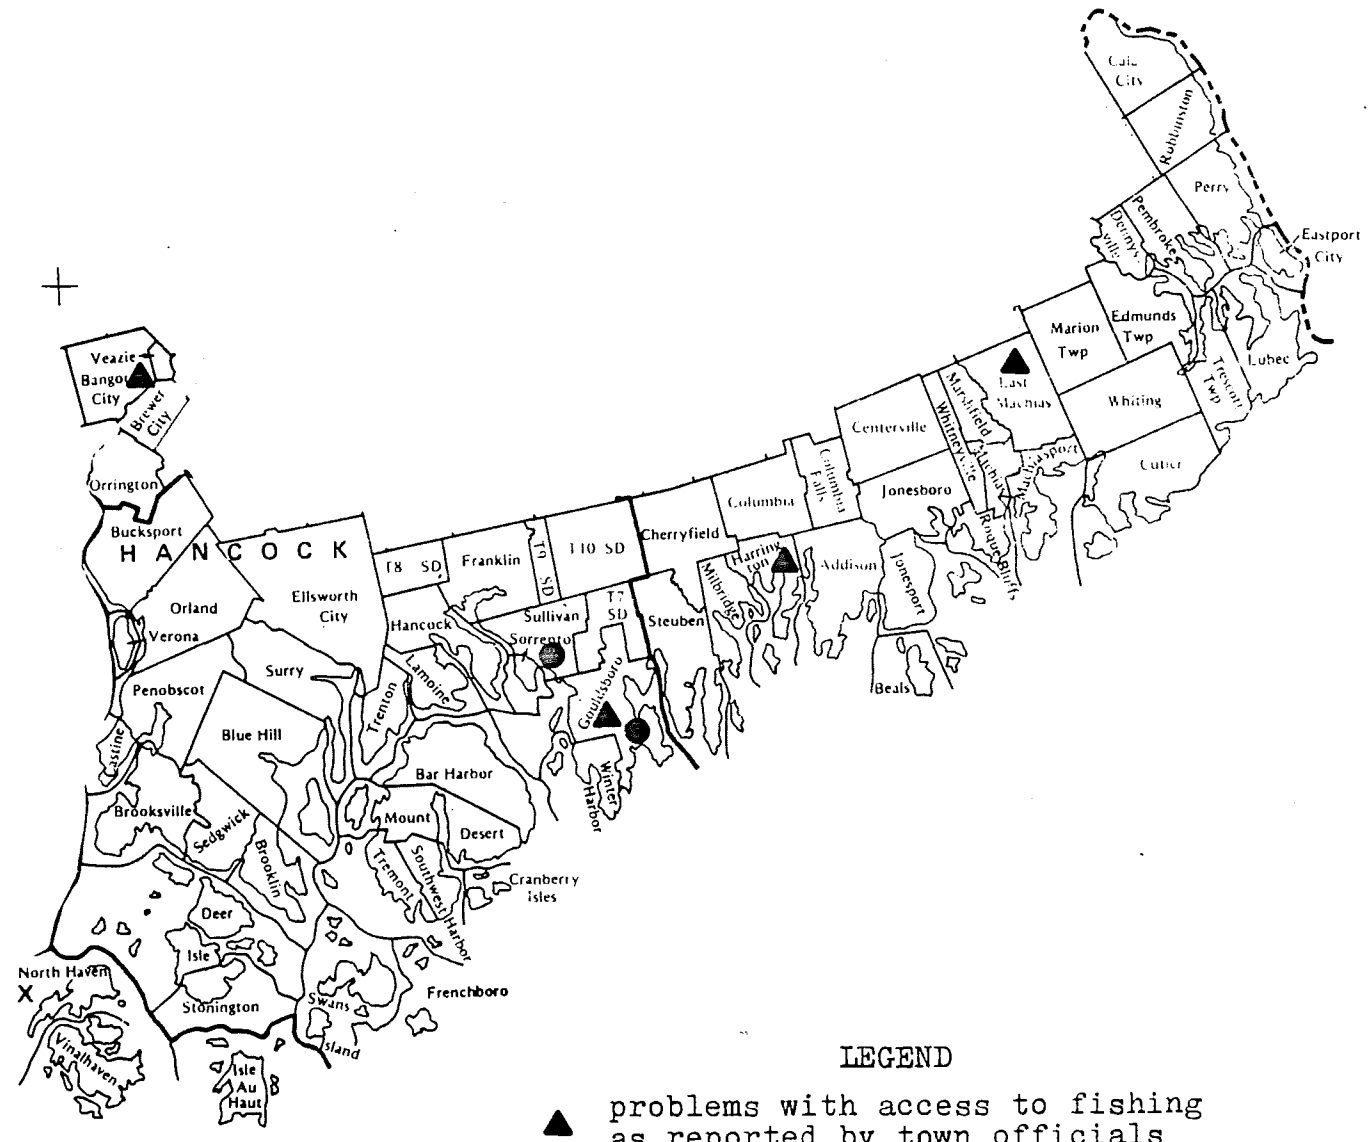 City
Robbinston
Perry
Pembroke
Dennys
ville
Eastport
City
Marion
Twp
Edmunds
Twp
Lubec
Trescott
Twp
Whiting
Cutler
East
Machias
Marshfield
Whitneyville
Machias
Machiasport
Centerville
Columbia
Falls
Columbia
Jonesboro
Roque Bluffs
Jonesport
Beals
Addison
Harring
ton
Milbridge
Cherryfield
Steuben
T10 SD
T9
SD
T7
SD
Franklin
T8 SD
Sullivan
Sorrento
Gouldsboro
Winter
Harbor
Hancock
Lamoine
Trenton
Veazie
Bangor
City
Brewer
City
Orrington
Bucksport
HANCOCK
Orland
Verona
Ellsworth
City
Surry
Penobscot
Castine
Blue Hill
Brooksville
Sedgwick
Brooklin
Bar Harbor
Mount
Desert
Tremont
Southwest Harbor
Cranberry
Isles
Deer
Isle
Stonington
Swans
Island
Frenchboro
North Haven
X
Vinalhaven
Isle
Au
Haut
LEGEND
problems with access to fishing
as reported by town officials